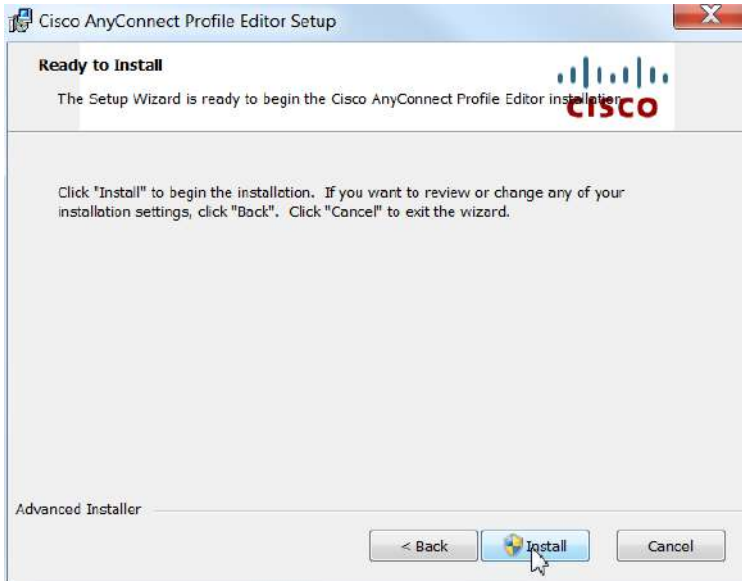 Cisco AnyConnect Profile Editor Setup
X
Ready to Install
The Setup Wizard is ready to begin the Cisco AnyConnect Profile Editor installation.
CISCO
Click "Install" to begin the installation. If you want to review or change any of your
installation settings, click "Back". Click "Cancel" to exit the wizard.
Advanced Installer
< Back Install Cancel